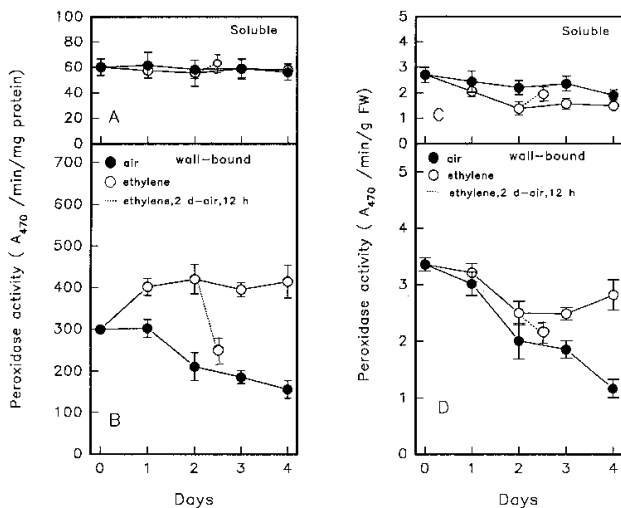 Peroxidase activity ( A470 /min/mg protein)
100
80
60
40
20
0
Soluble
A
700
600
500
400
300
200
100
0
wall-bound
air
ethylene
ethylene,2 d-air,12 h
B
0 1 2 3 4
Days
Peroxidase activity ( A470 /min/g FW)
5
4
3
2
1
0
Soluble
C
5
4
3
2
1
0
wall-bound
air
ethylene
ethylene,2 d-air,12 h
D
0 1 2 3 4
Days